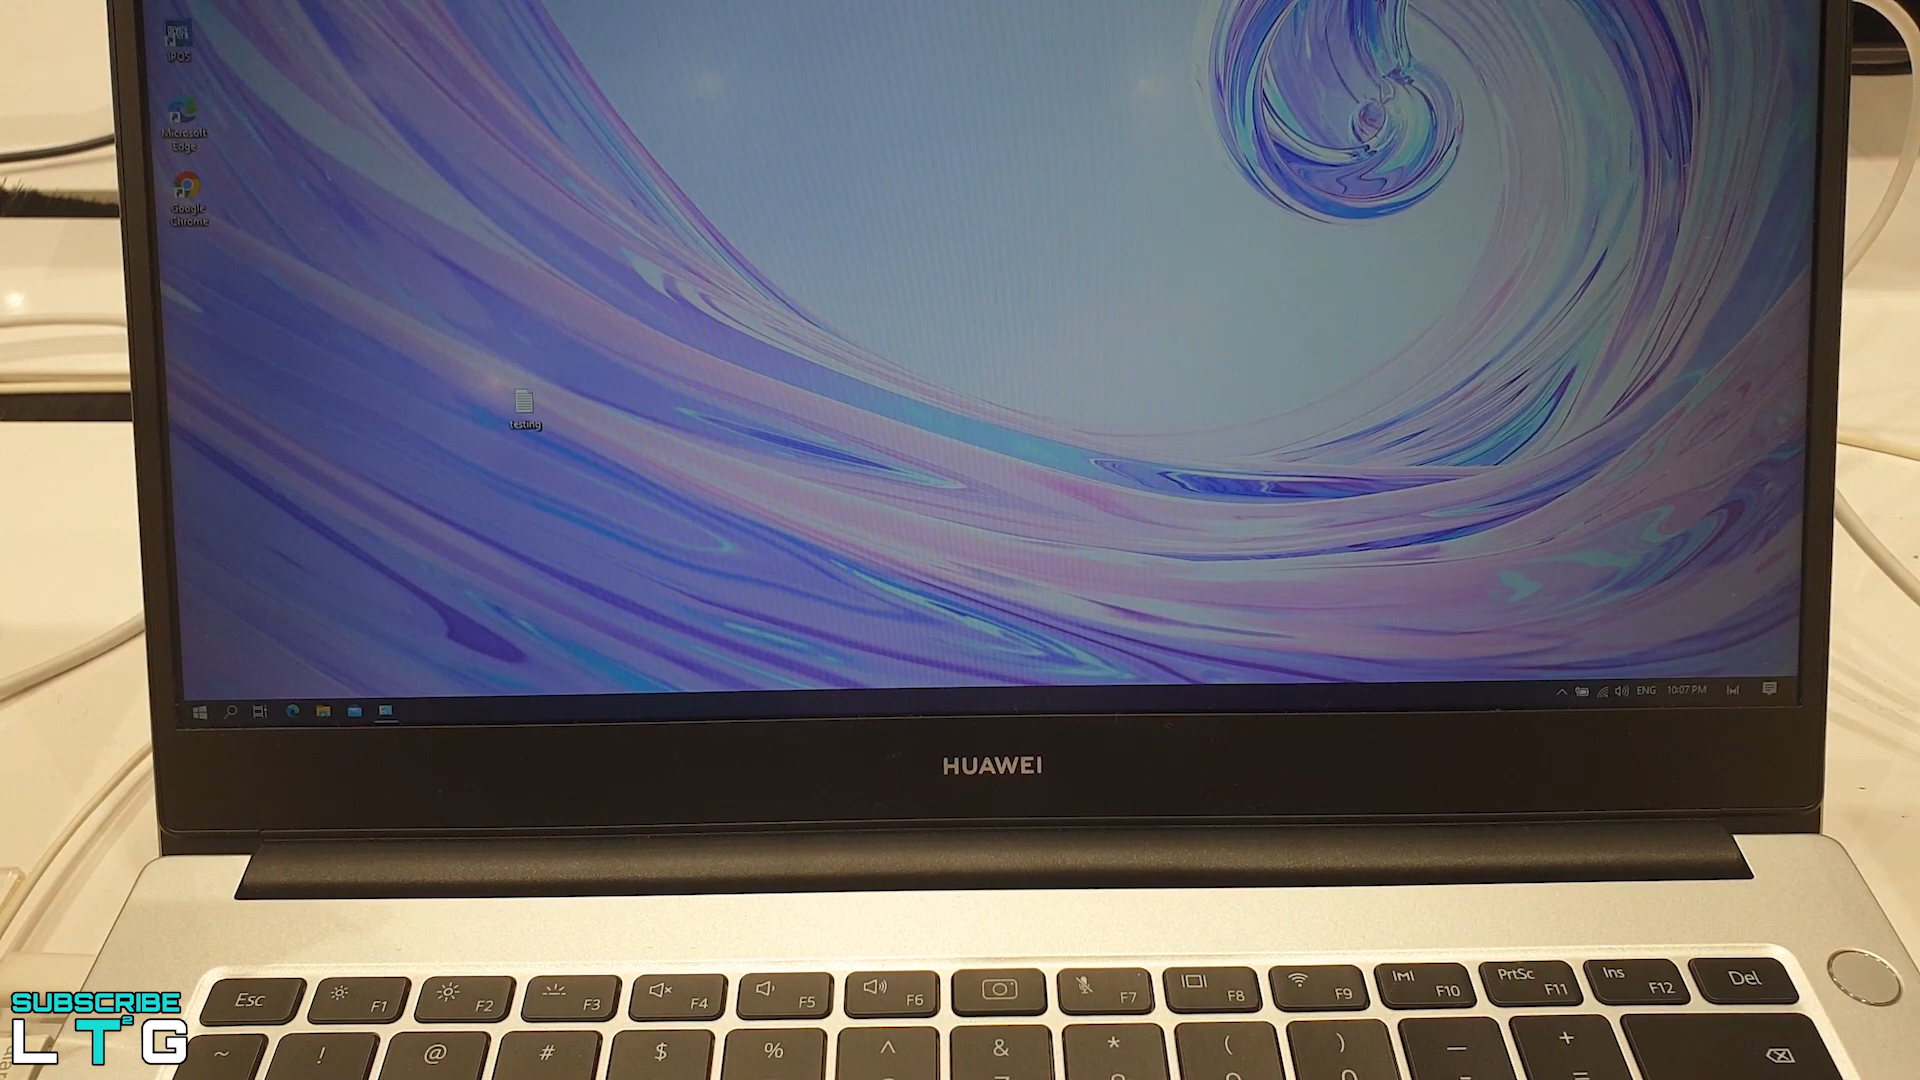 iPOS
Microsoft
Edge
Google
Chrome
testing
ENG 10:07 PM
HUAWEI
Esc F1 F2 F3 F4 F5 F6 F7 F8 F9 F10 PrtSc F11 Ins F12 Del
~ ! @ # $ % ^ & * ( ) — +
SUBSCRIBE
LT2G